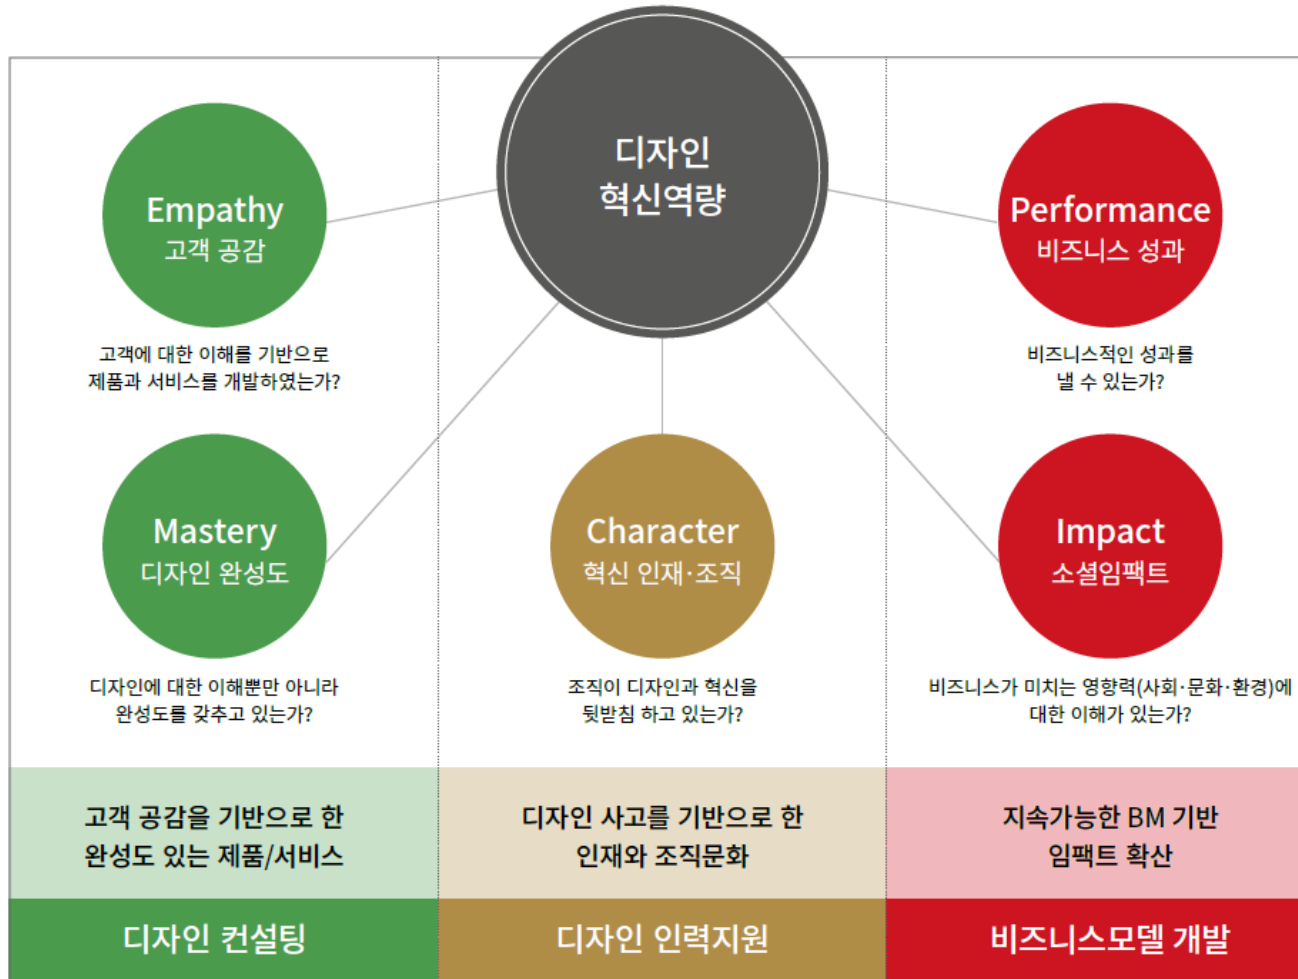 디자인
혁신역량
Empathy
고객 공감
고객에 대한 이해를 기반으로
제품과 서비스를 개발하였는가?
Performance
비즈니스 성과
비즈니스적인 성과를
낼 수 있는가?
Mastery
디자인 완성도
디자인에 대한 이해뿐만 아니라
완성도를 갖추고 있는가?
Character
혁신 인재·조직
조직이 디자인과 혁신을
뒷받침 하고 있는가?
Impact
소셜임팩트
비즈니스가 미치는 영향력(사회·문화·환경)에
대한 이해가 있는가?
고객 공감을 기반으로 한
완성도 있는 제품/서비스
디자인 사고를 기반으로 한
인재와 조직문화
지속가능한 BM 기반
임팩트 확산
디자인 컨설팅
디자인 인력지원
비즈니스모델 개발